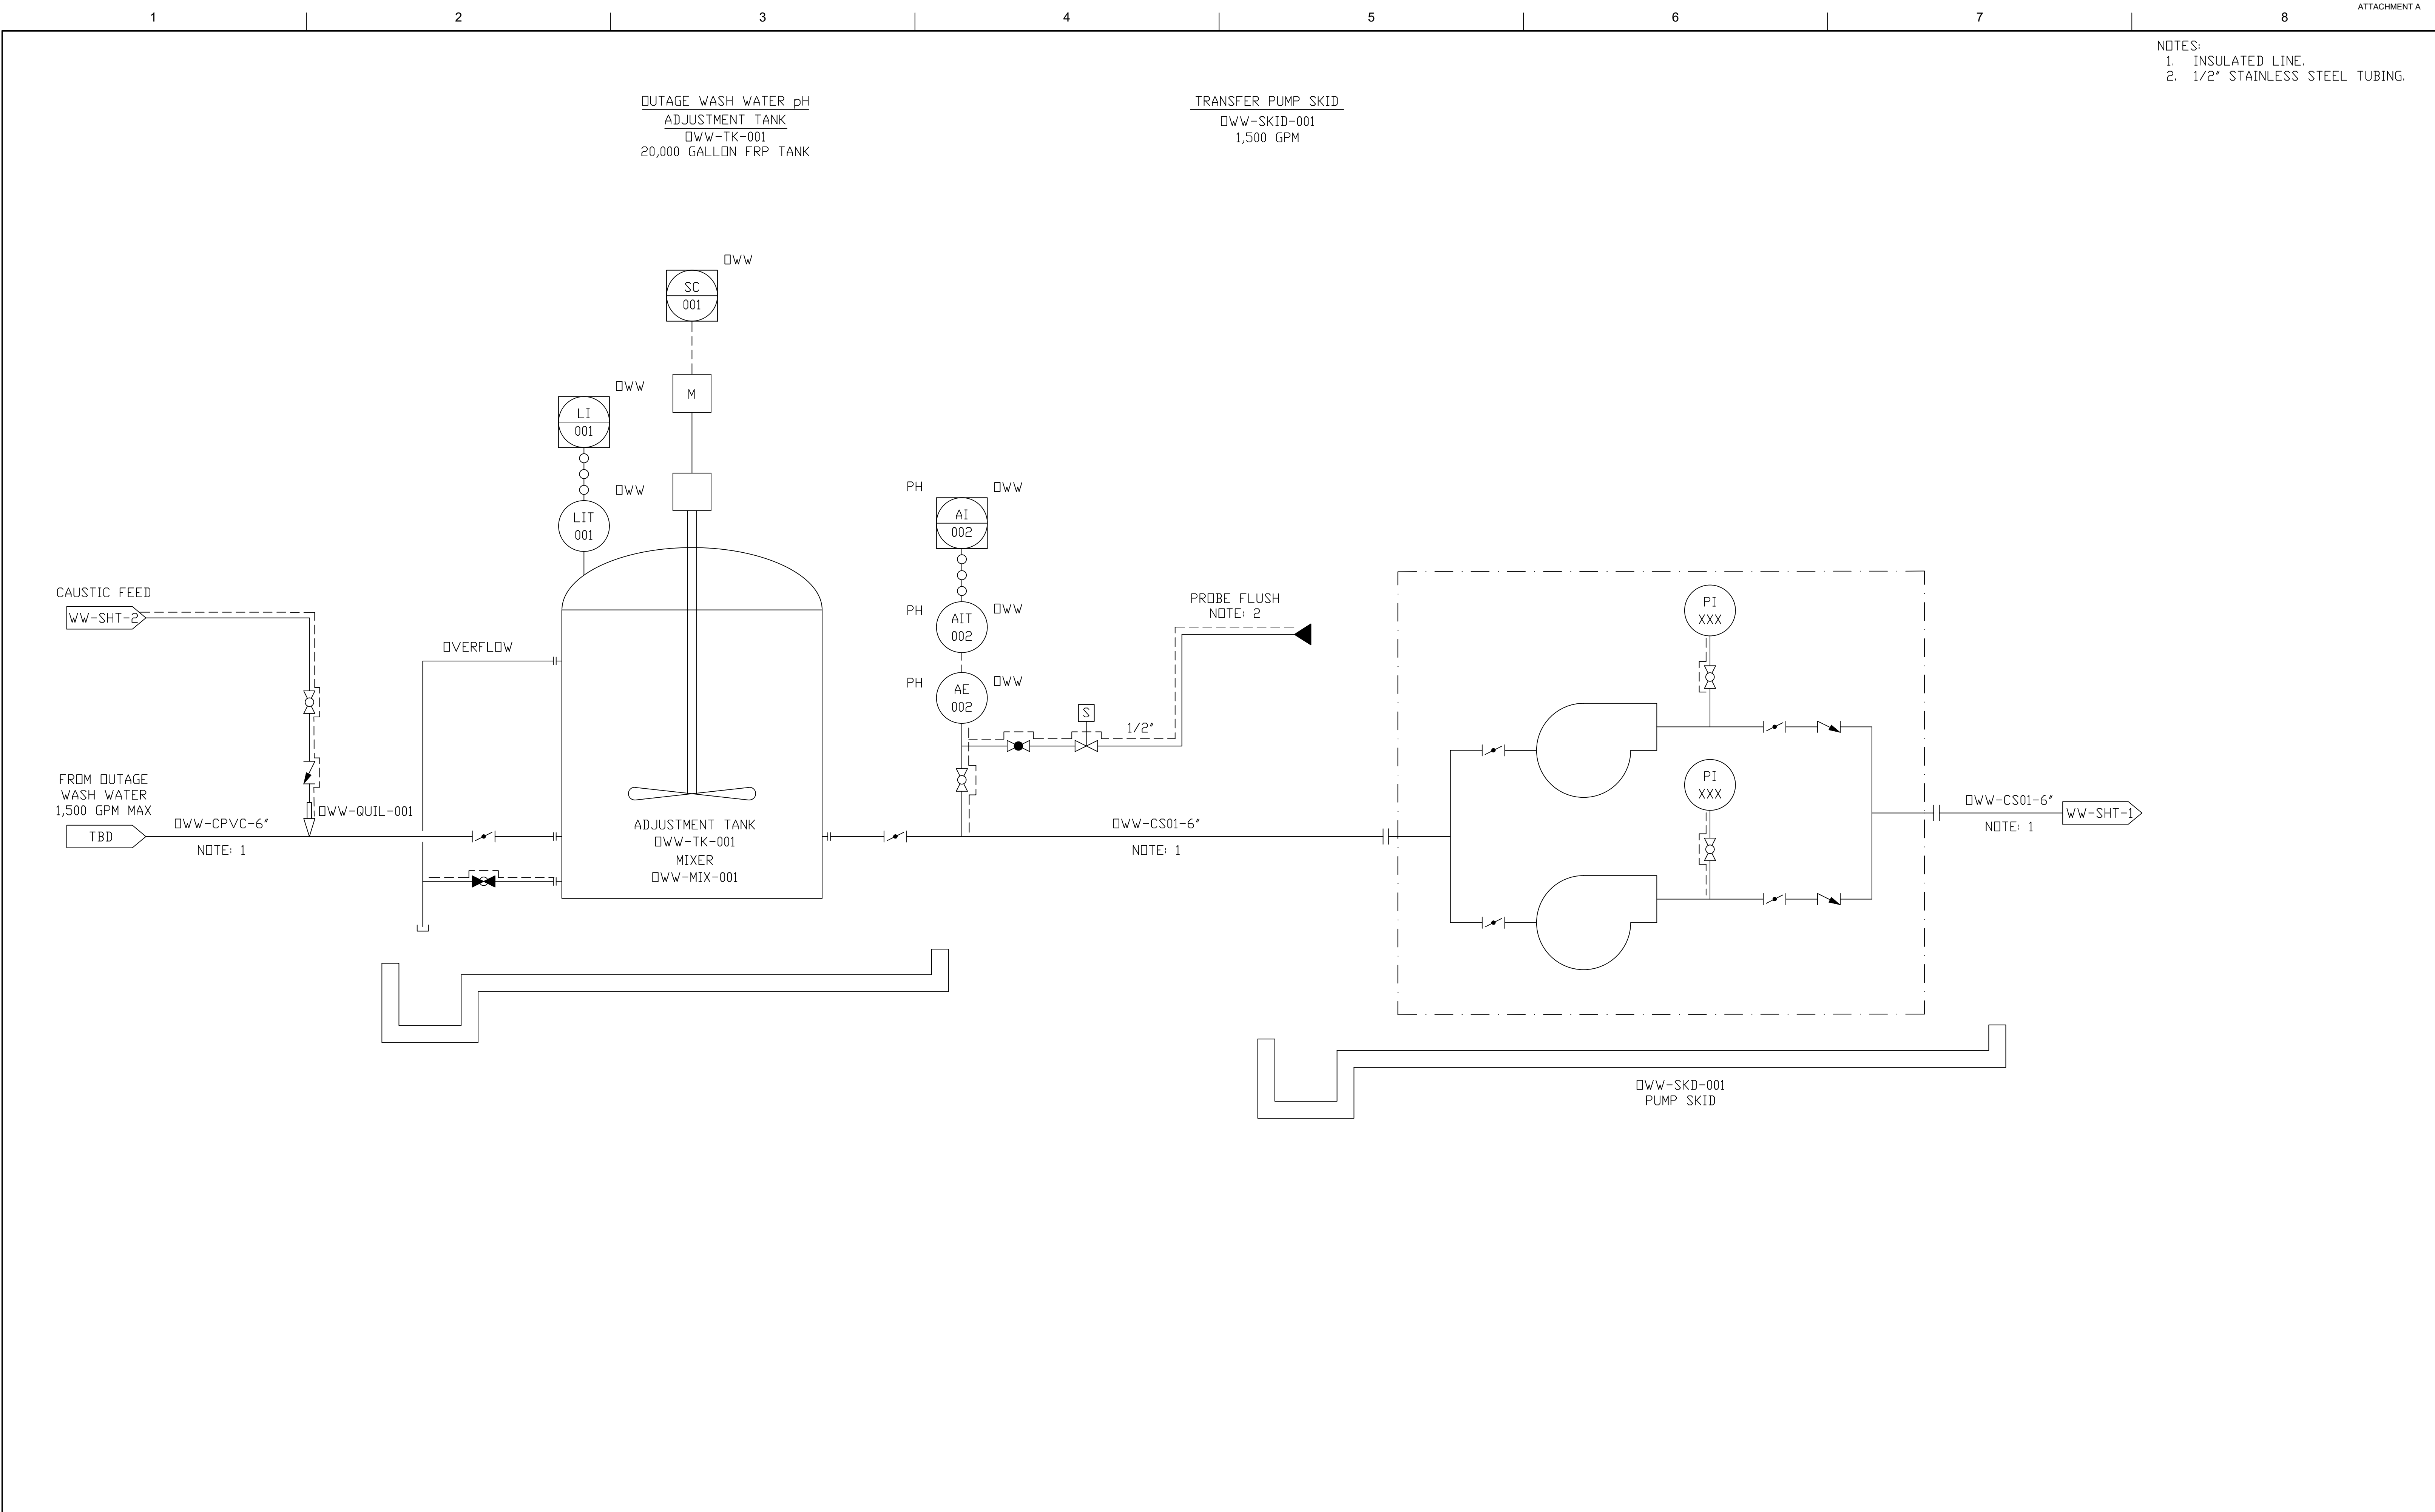 ATTACHMENT A
1
2
3
4
5
6
7
8
NOTES:
1. INSULATED LINE.
2. 1/2" STAINLESS STEEL TUBING.
OUTAGE WASH WATER pH
ADJUSTMENT TANK
OWW-TK-001
20,000 GALLON FRP TANK
TRANSFER PUMP SKID
OWW-SKID-001
1,500 GPM
OWW
SC
001
M
OWW
LI
001
OWW
LIT
001
PH
OWW
AI
002
PH
OWW
AIT
002
PH
OWW
AE
002
CAUSTIC FEED
WW-SHT-2
OVERFLOW
PROBE FLUSH
NOTE: 2
S
1/2"
PI
XXX
PI
XXX
FROM OUTAGE
WASH WATER
1,500 GPM MAX
TBD
OWW-CPVC-6"
NOTE: 1
OWW-QUIL-001
ADJUSTMENT TANK
OWW-TK-001
MIXER
OWW-MIX-001
OWW-CS01-6"
NOTE: 1
OWW-CS01-6"
NOTE: 1
WW-SHT-1
OWW-SKD-001
PUMP SKID